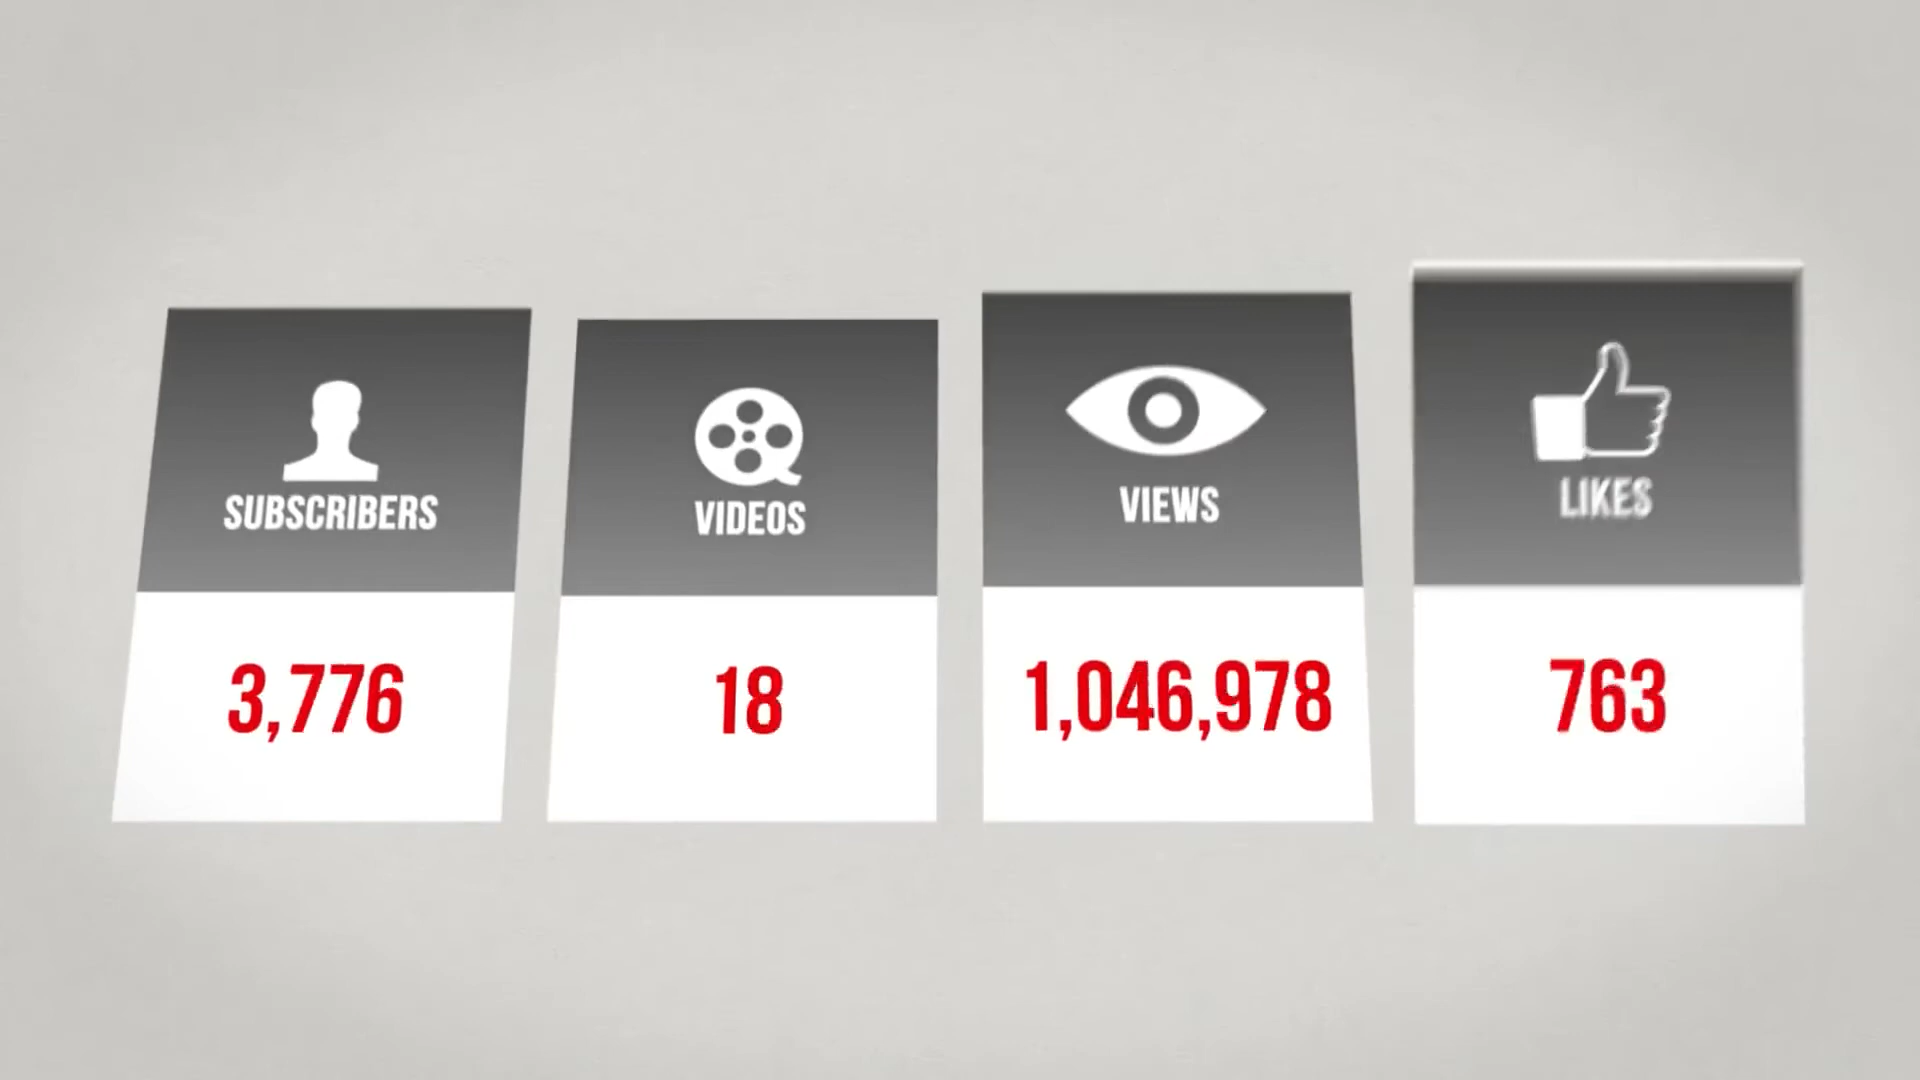 SUBSCRIBERS
3,776
VIDEOS
18
VIEWS
1,046,978
LIKES
763